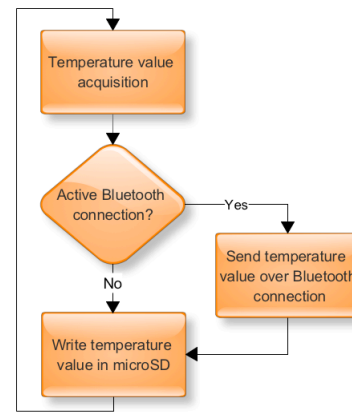 Temperature value
acquisition
Active Bluetooth
connection?
Yes
Send temperature
value over Bluetooth
connection
No
Write temperature
value in microSD